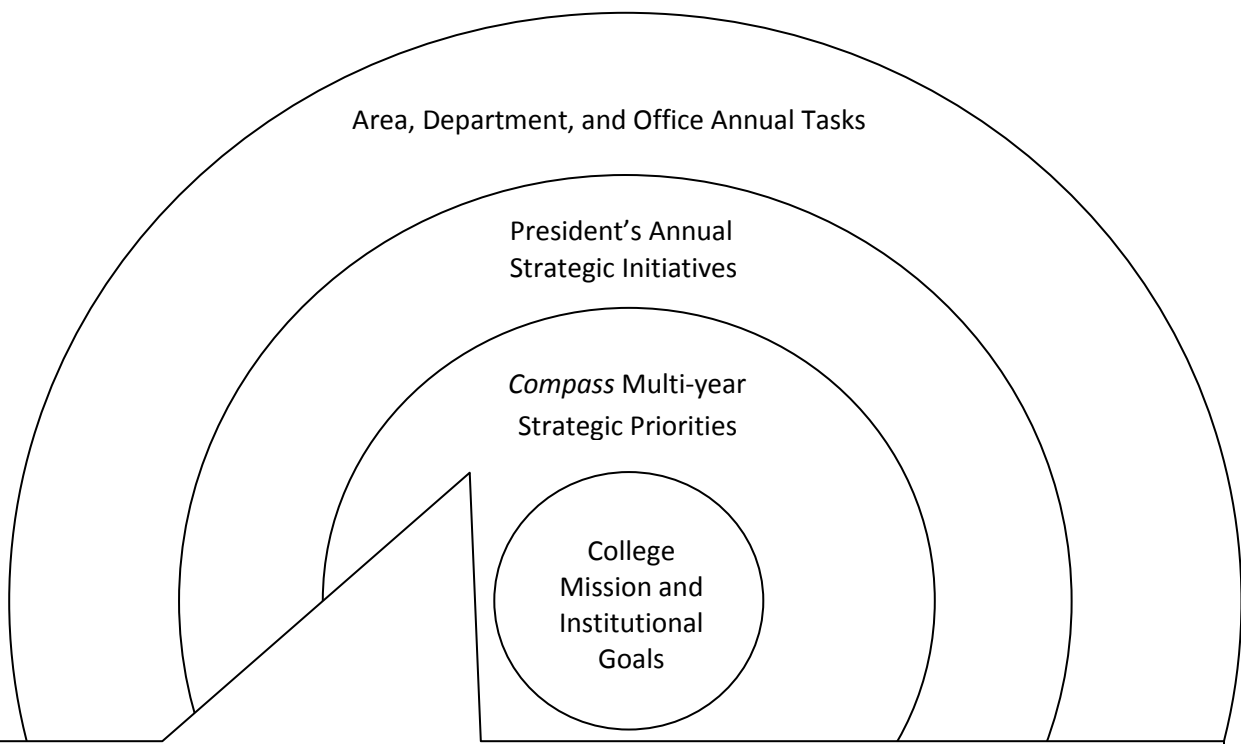 Area, Department, and Office Annual Tasks
President’s Annual
Strategic Initiatives
Compass Multi-year
Strategic Priorities
College
Mission and
Institutional
Goals